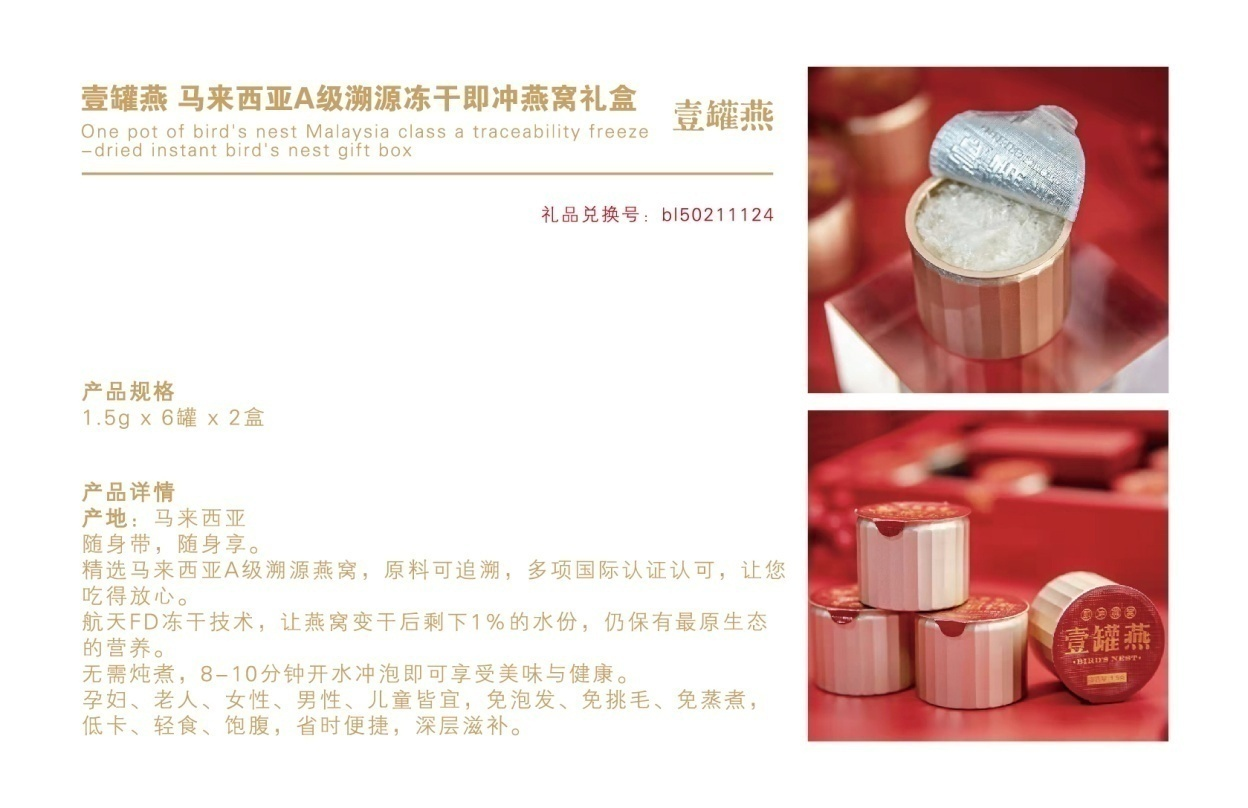 壹罐燕 马来西亚A级溯源冻干即冲燕窝礼盒
One pot of bird's nest Malaysia class a traceability freeze
-dried instant bird's nest gift box
壹罐燕
礼品兑换号：bl50211124
产品规格
1.5g x 6罐 x 2盒
产品详情
产地：马来西亚
随身带，随身享。
精选马来西亚A级溯源燕窝，原料可追溯，多项国际认证认可，让您
吃得放心。
航天FD冻干技术，让燕窝变干后剩下1%的水份，仍保有最原生态
的营养。
无需炖煮，8-10分钟开水冲泡即可享受美味与健康。
孕妇、老人、女性、男性、儿童皆宜，免泡发、免挑毛、免蒸煮，
低卡、轻食、饱腹，省时便捷，深层滋补。
壹罐燕
BIRD'S NEST